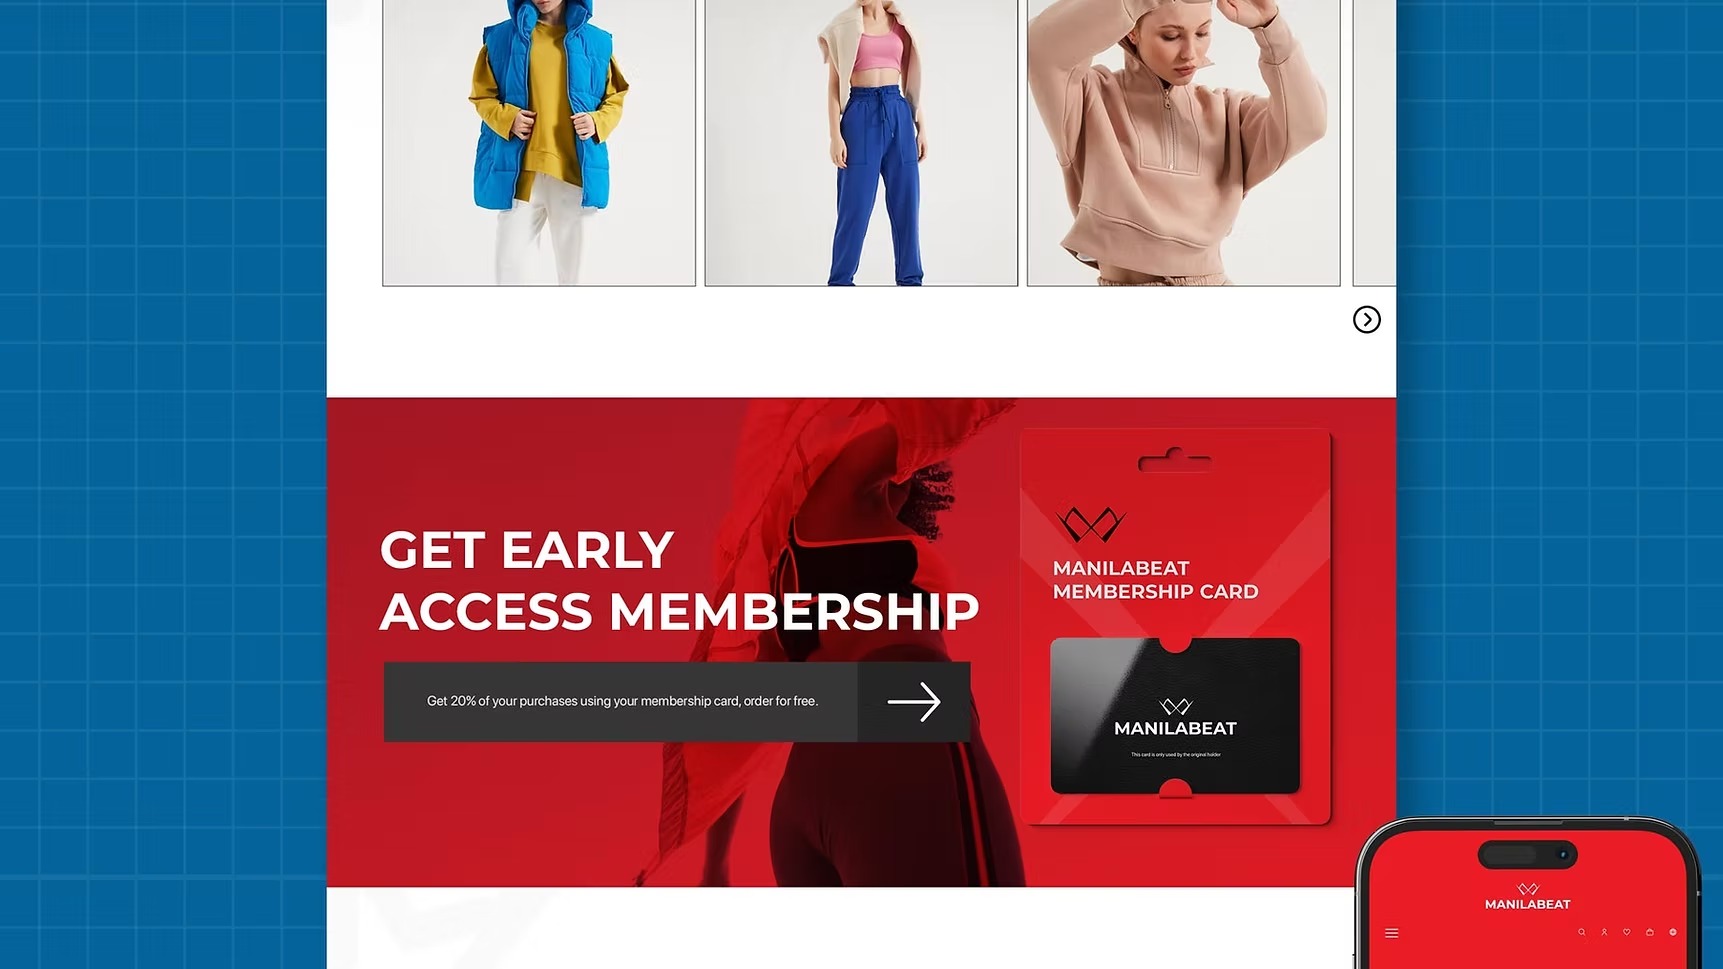 GET EARLY
ACCESS MEMBERSHIP
Get 20% of your purchases using your membership card, order for free.
MANILABEAT
MEMBERSHIP CARD
MANILABEAT
This card is only used by the original holder
MANILABEAT